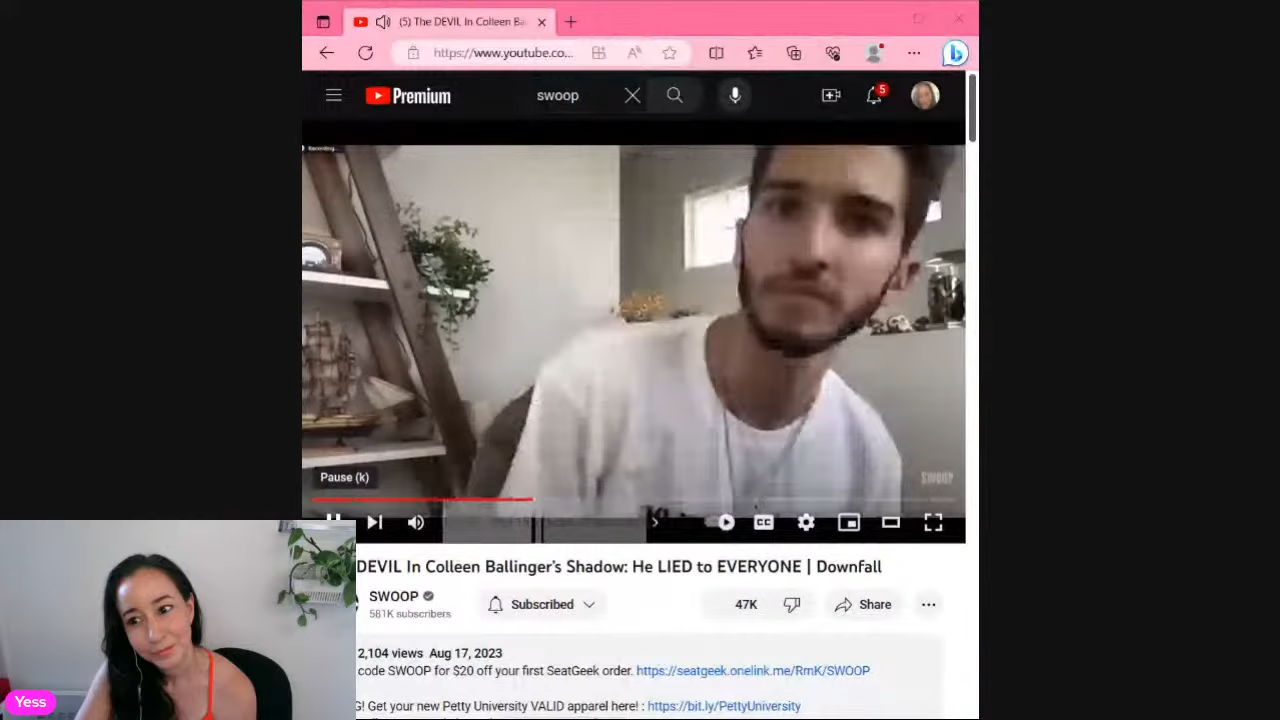 (5) The DEVIL In Colleen Ba
https://www.youtube.co...
Premium
swoop
5
Recording...
Pause (k)
SWOOP
DEVIL In Colleen Ballinger's Shadow: He LIED to EVERYONE | Downfall
SWOOP
581K subscribers
Subscribed
47K
Share
2,104 views Aug 17, 2023
code SWOOP for $20 off your first SeatGeek order. https://seatgeek.onelink.me/RrnK/SWOOP
! Get your new Petty University VALID apparel here! : https://bit.ly/PettyUniversity
Yess